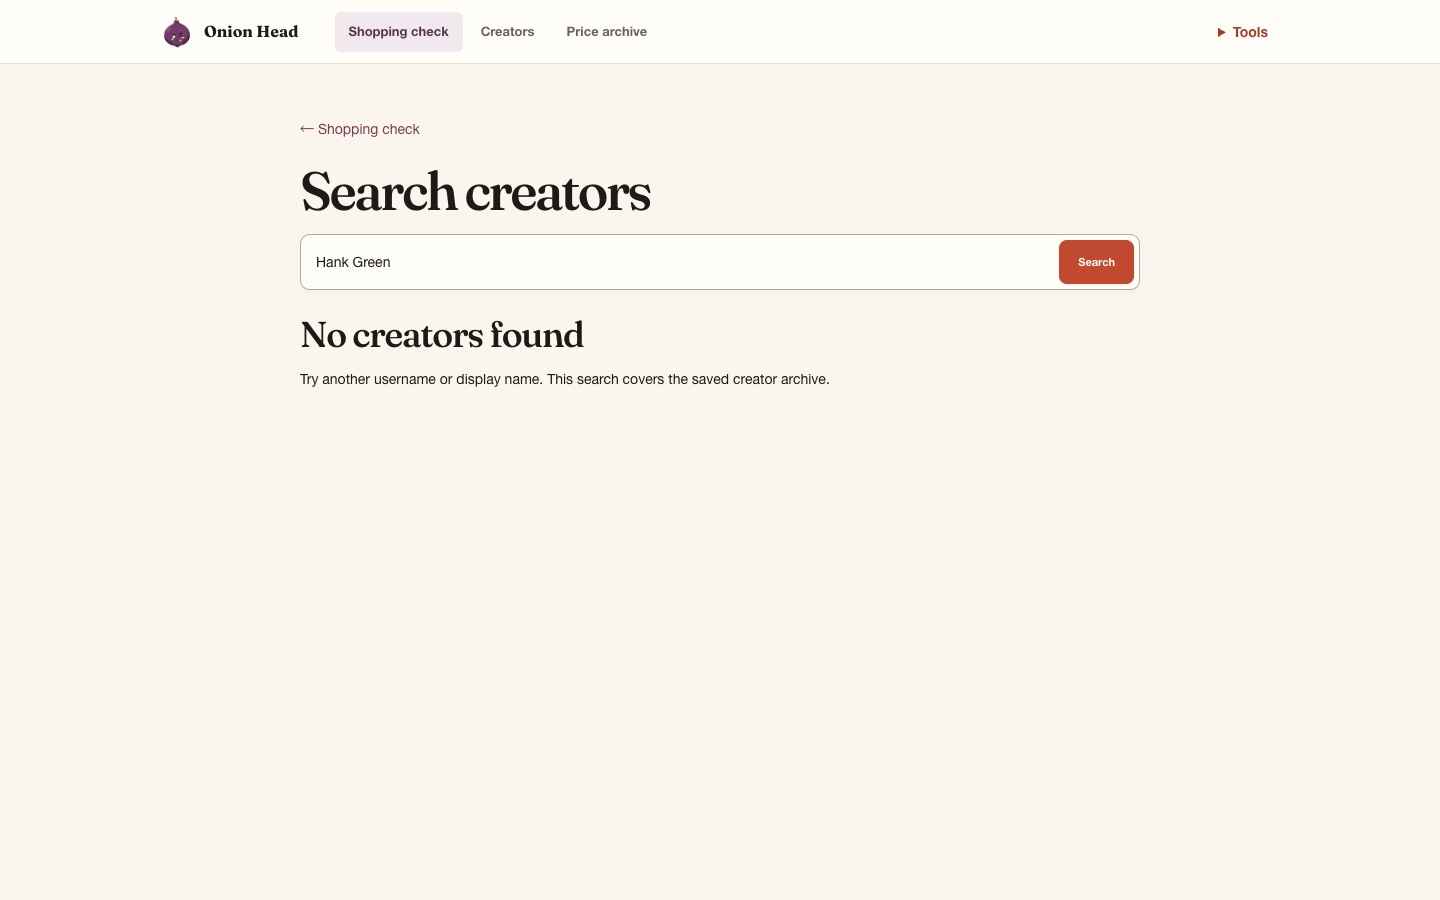 Onion Head
Shopping check
Creators
Price archive
▶ Tools
← Shopping check
Search creators
Hank Green
Search
No creators found
Try another username or display name. This search covers the saved creator archive.